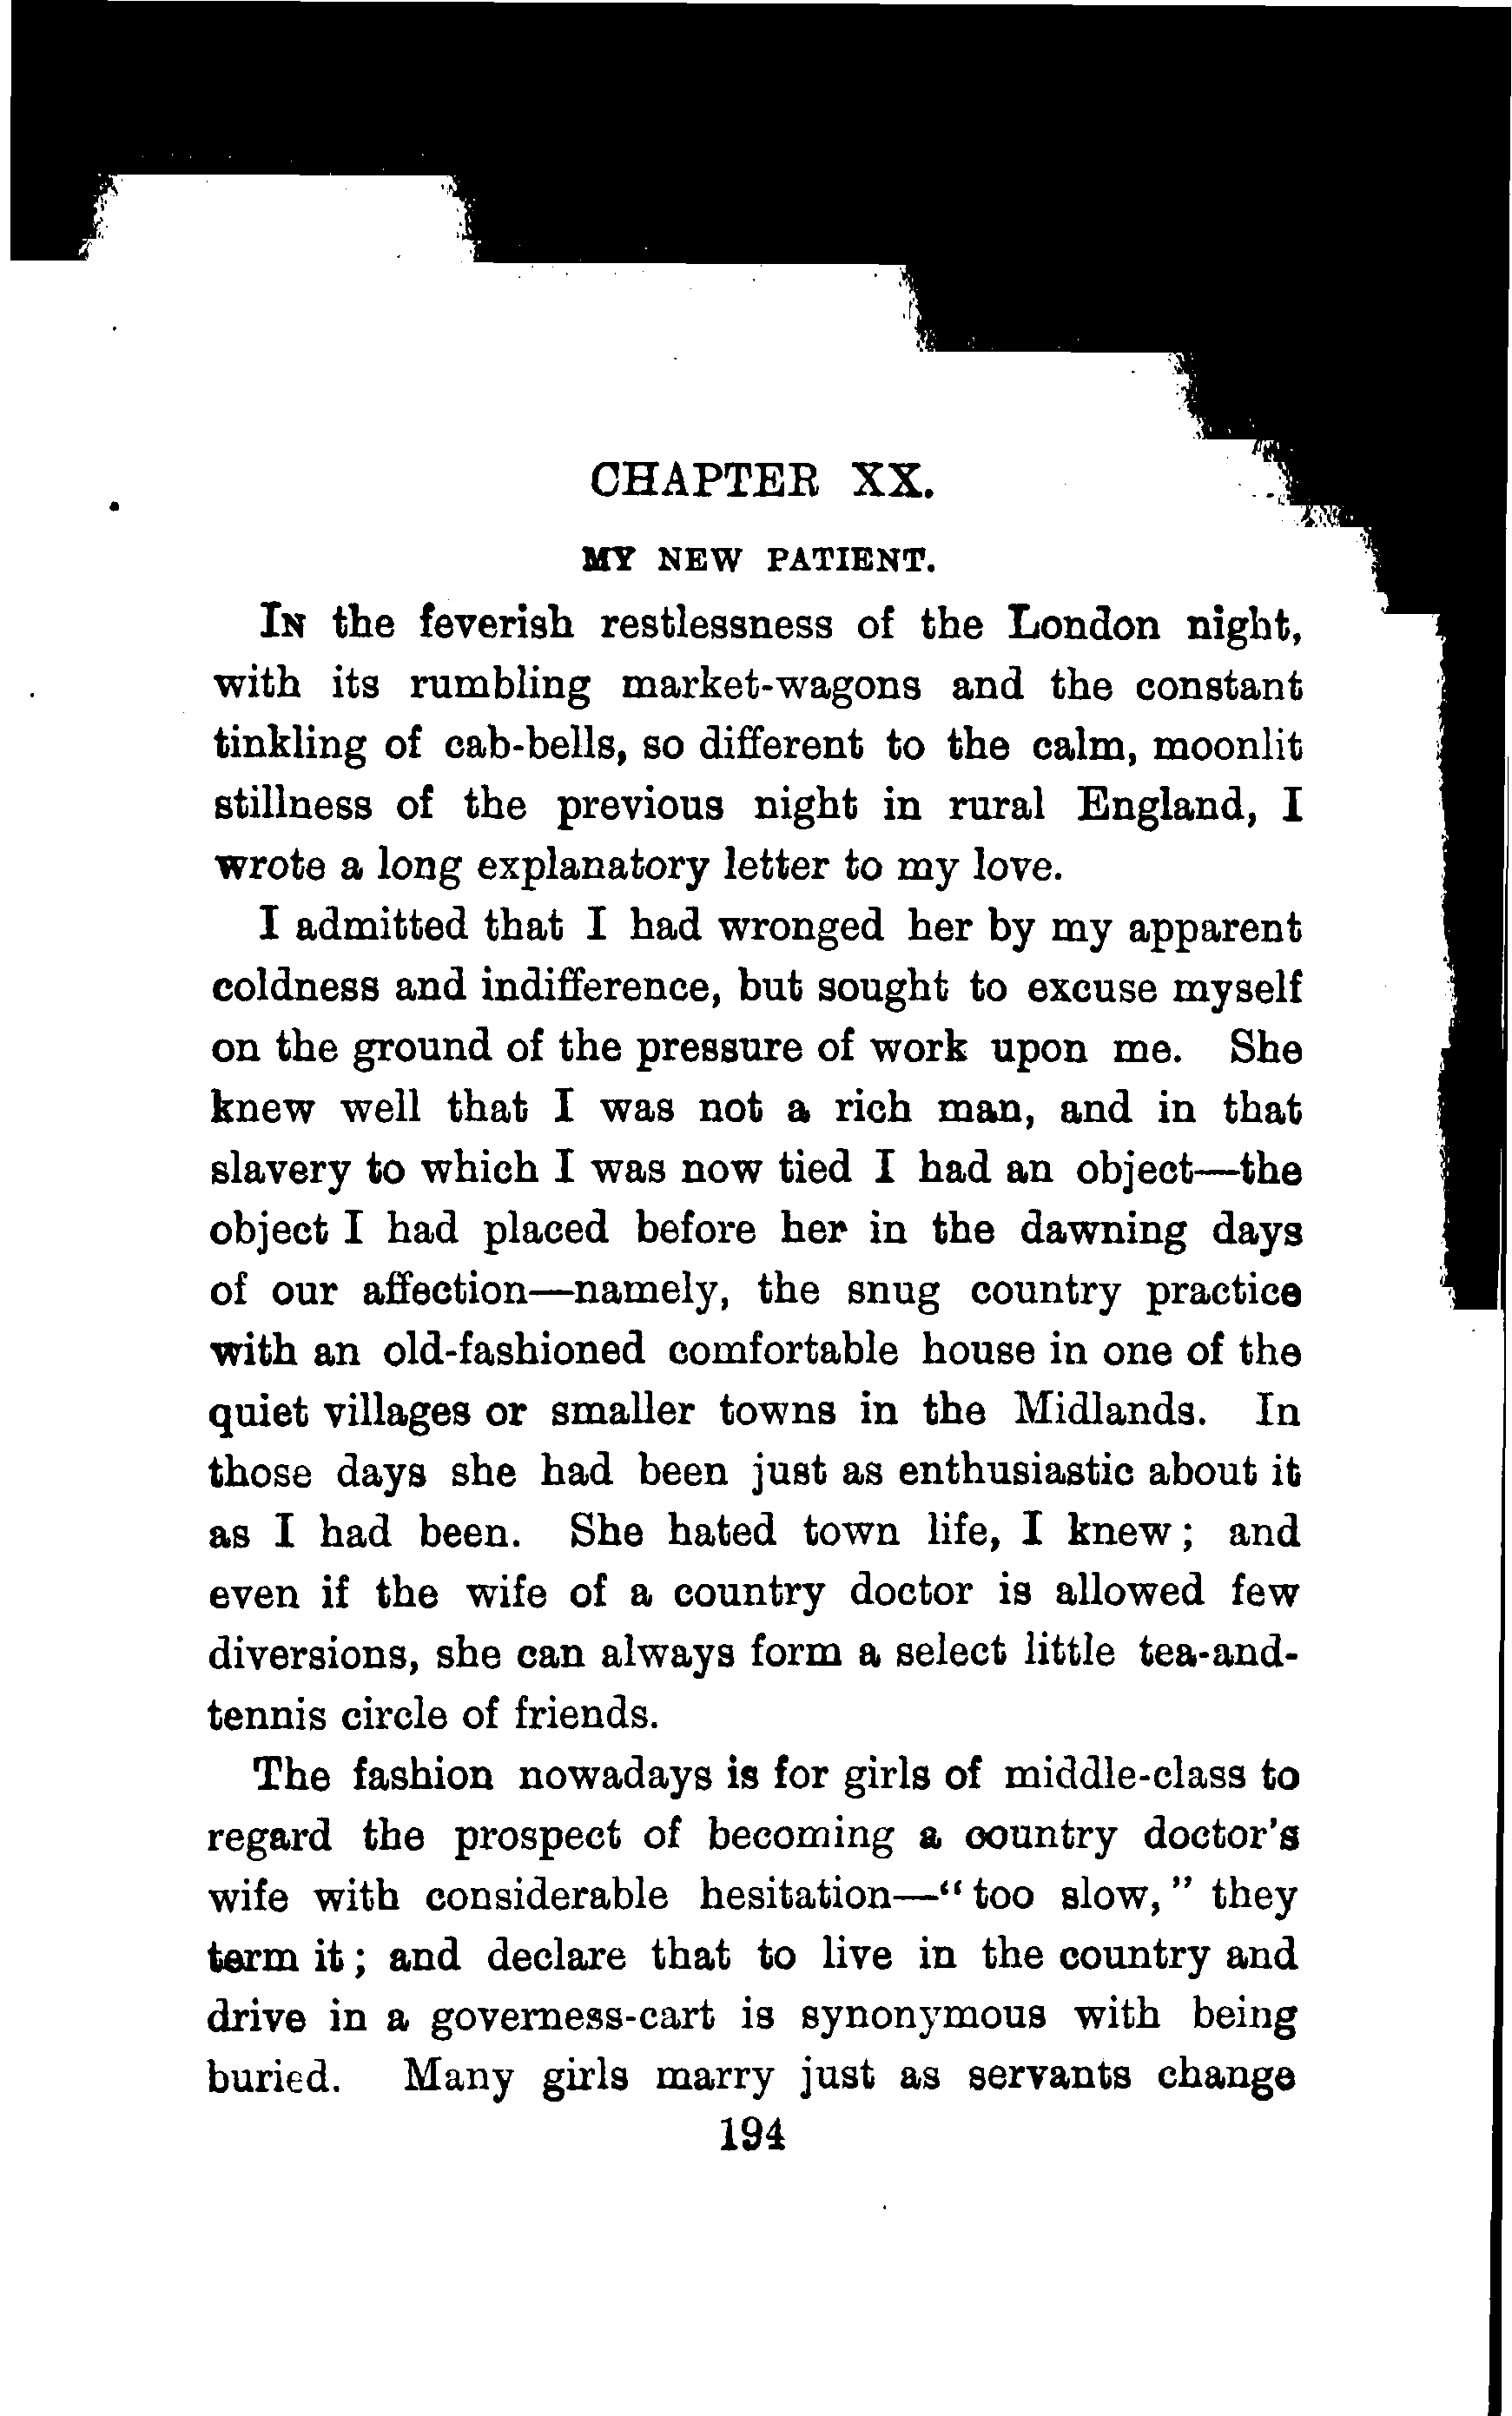 CHAPTER XX.
MY NEW PATIENT.
In the feverish restlessness of the London night,
with its rumbling market-wagons and the constant
tinkling of cab-bells, so different to the calm, moonlit
stillness of the previous night in rural England, I
wrote a long explanatory letter to my love.
I admitted that I had wronged her by my apparent
coldness and indifference, but sought to excuse myself
on the ground of the pressure of work upon me. She
knew well that I was not a rich man, and in that
slavery to which I was now tied I had an object—the
object I had placed before her in the dawning days
of our affection—namely, the snug country practice
with an old-fashioned comfortable house in one of the
quiet villages or smaller towns in the Midlands. In
those days she had been just as enthusiastic about it
as I had been. She hated town life, I knew; and
even if the wife of a country doctor is allowed few
diversions, she can always form a select little tea-and-
tennis circle of friends.
The fashion nowadays is for girls of middle-class to
regard the prospect of becoming a country doctor's
wife with considerable hesitation—"too slow," they
term it; and declare that to live in the country and
drive in a governess-cart is synonymous with being
buried. Many girls marry just as servants change
194